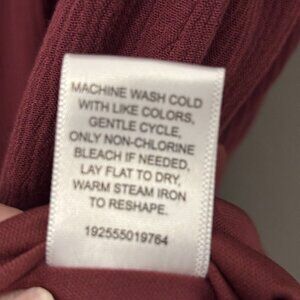 MACHINE WASH COLD
WITH LIKE COLORS,
GENTLE CYCLE,
ONLY NON-CHLORINE
BLEACH IF NEEDED,
LAY FLAT TO DRY,
WARM STEAM IRON
TO RESHAPE.
192555019764